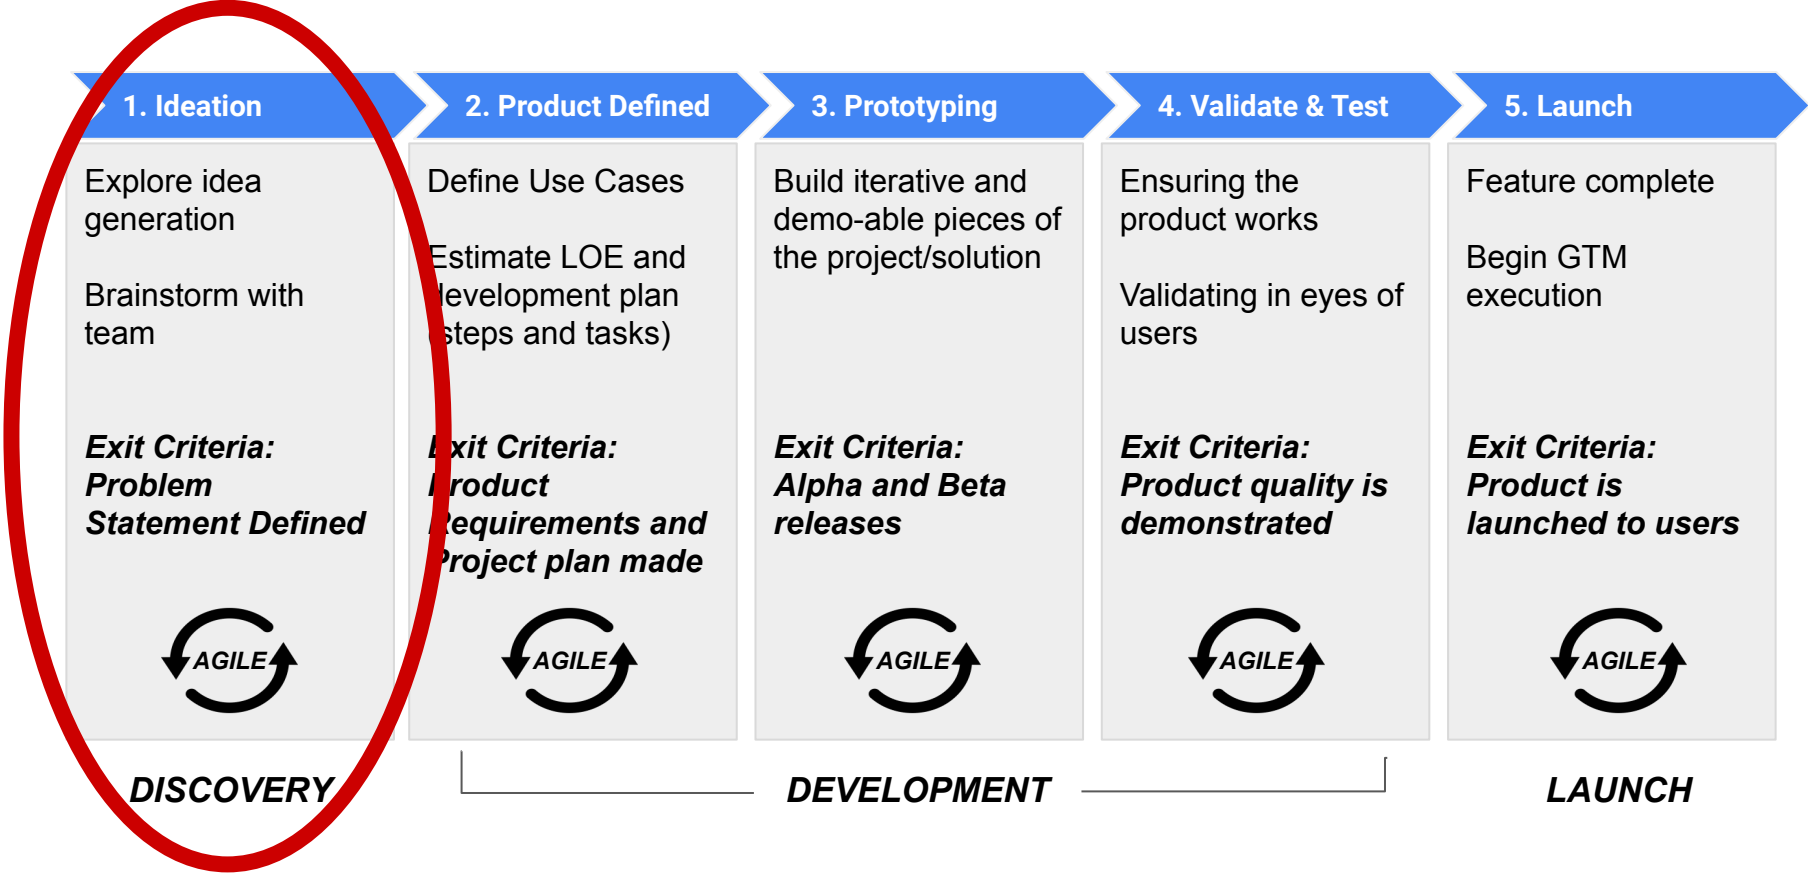 1. Ideation
Explore idea
generation
Brainstorm with
team
Exit Criteria:
Problem
Statement Defined
AGILE
2. Product Defined
Define Use Cases
Estimate LOE and
development plan
(steps and tasks)
Exit Criteria:
Product
Requirements and
Project plan made
AGILE
3. Prototyping
Build iterative and
demo-able pieces of
the project/solution
Exit Criteria:
Alpha and Beta
releases
AGILE
4. Validate & Test
Ensuring the
product works
Validating in eyes of
users
Exit Criteria:
Product quality is
demonstrated
AGILE
5. Launch
Feature complete
Begin GTM
execution
Exit Criteria:
Product is
launched to users
AGILE
DISCOVERY
DEVELOPMENT
LAUNCH